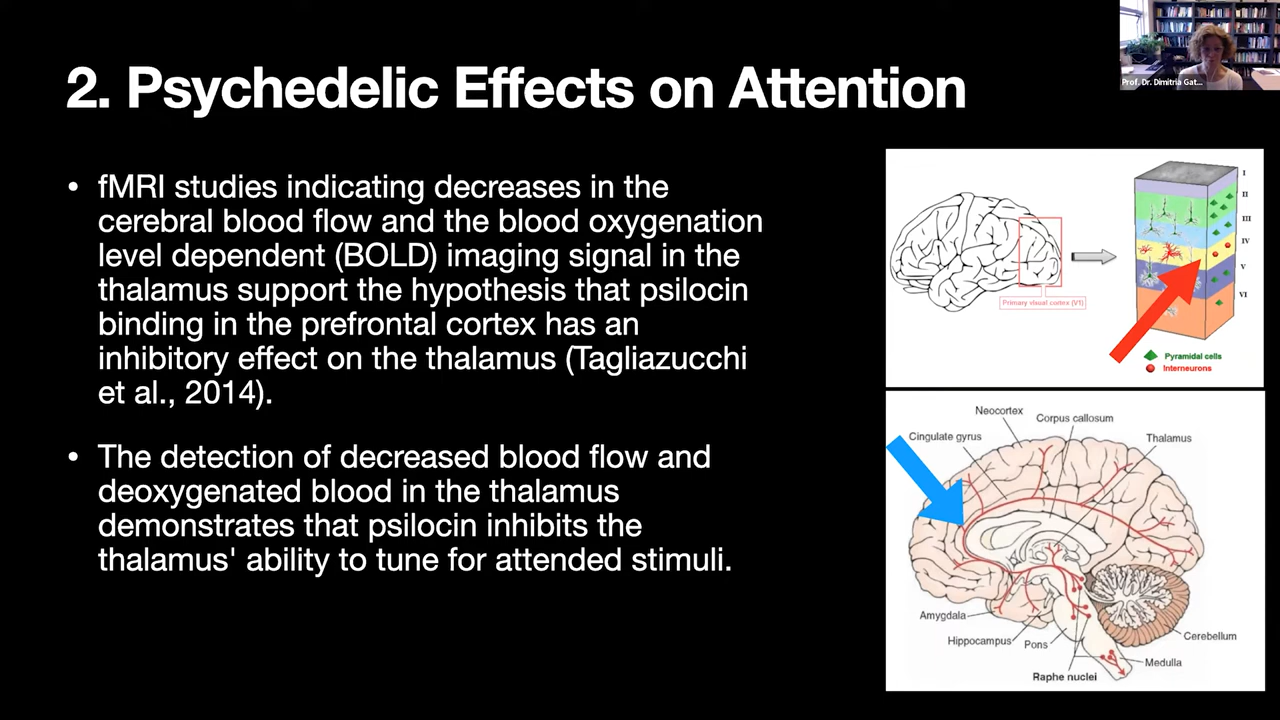 2. Psychedelic Effects on Attention
Prof. Dr. Dimitria Gat...
• fMRI studies indicating decreases in the
cerebral blood flow and the blood oxygenation
level dependent (BOLD) imaging signal in the
thalamus support the hypothesis that psilocin
binding in the prefrontal cortex has an
inhibitory effect on the thalamus (Tagliazucchi
et al., 2014).
• The detection of decreased blood flow and
deoxygenated blood in the thalamus
demonstrates that psilocin inhibits the
thalamus' ability to tune for attended stimuli.
I
II
III
IV
V
VI
Primary visual cortex (V1)
Pyramidal cells
Interneurons
Neocortex
Corpus callosum
Cingulate gyrus
Thalamus
Amygdala
Hippocampus
Pons
Cerebellum
Medulla
Raphe nuclei